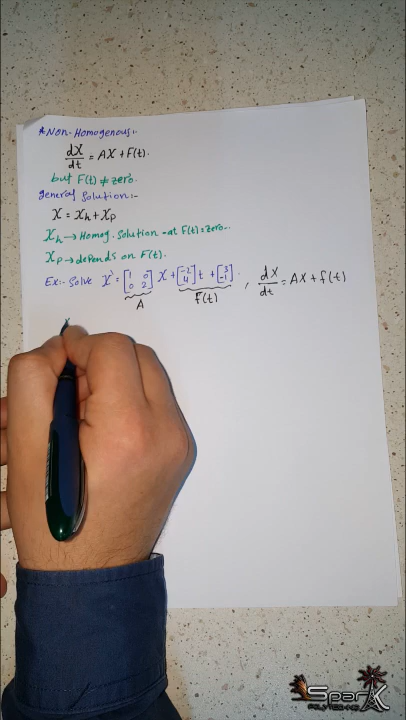 * Non-Homogenous:-
dX/dt = AX + F(t).
but F(t) ≠ zero.
general Solution:-
X = Xh + Xp
Xh → Homog. Solution at F(t)=zero.
Xp → depends on F(t).
Ex:- Solve X` = [1 0; 0 2] X + [-2; 4] t + [3; -1] , dX/dt = AX + f(t)
A F(t)
Spark